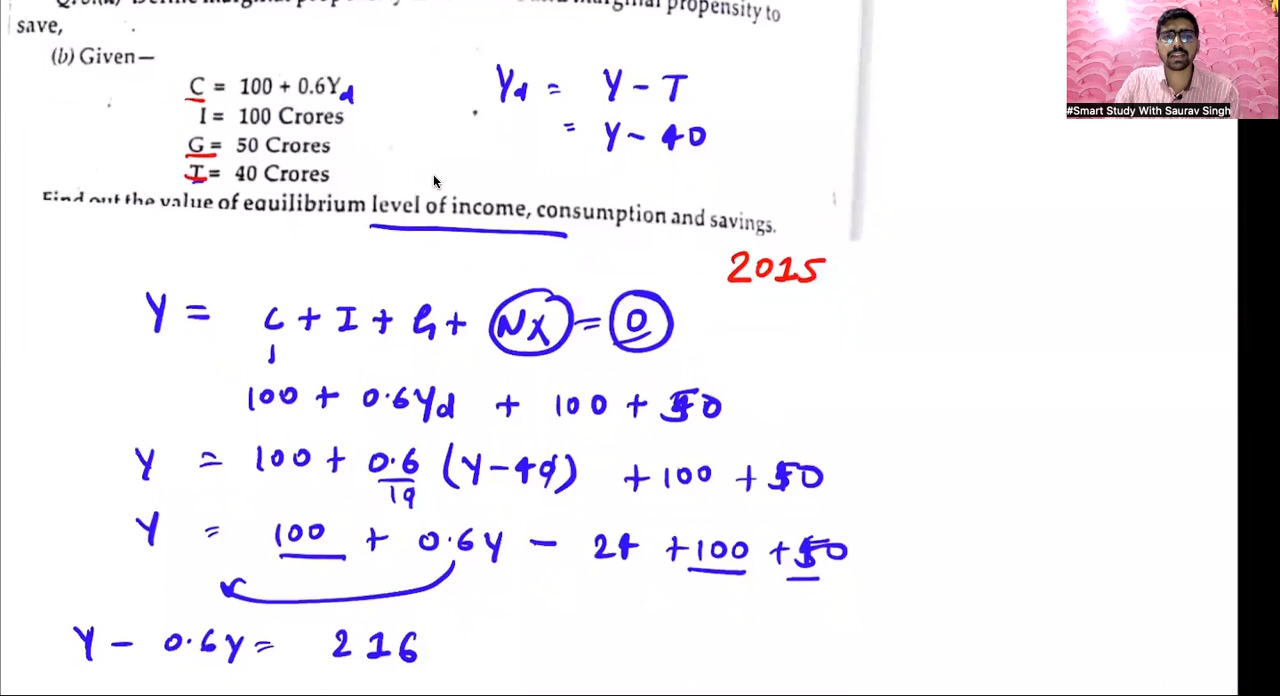 save,
(b) Given—
C = 100 + 0.6Yd
I = 100 Crores
G = 50 Crores
T = 40 Crores
Find out the value of equilibrium level of income, consumption and savings.
Yd = Y - T
= Y - 40
#Smart Study With Saurav Singh
2015
Y = C + I + G + NX = 0
100 + 0.6Yd + 100 + 50
Y = 100 + 0.6/10 (Y-40) + 100 + 50
Y = 100 + 0.6Y - 24 + 100 + 50
Y - 0.6Y = 216